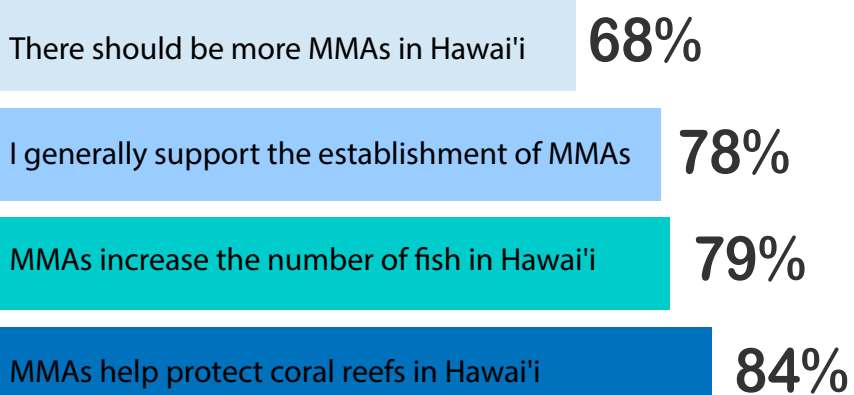 There should be more MMAs in Hawai'i 68%
I generally support the establishment of MMAs 78%
MMAs increase the number of fish in Hawai'i 79%
MMAs help protect coral reefs in Hawai'i 84%